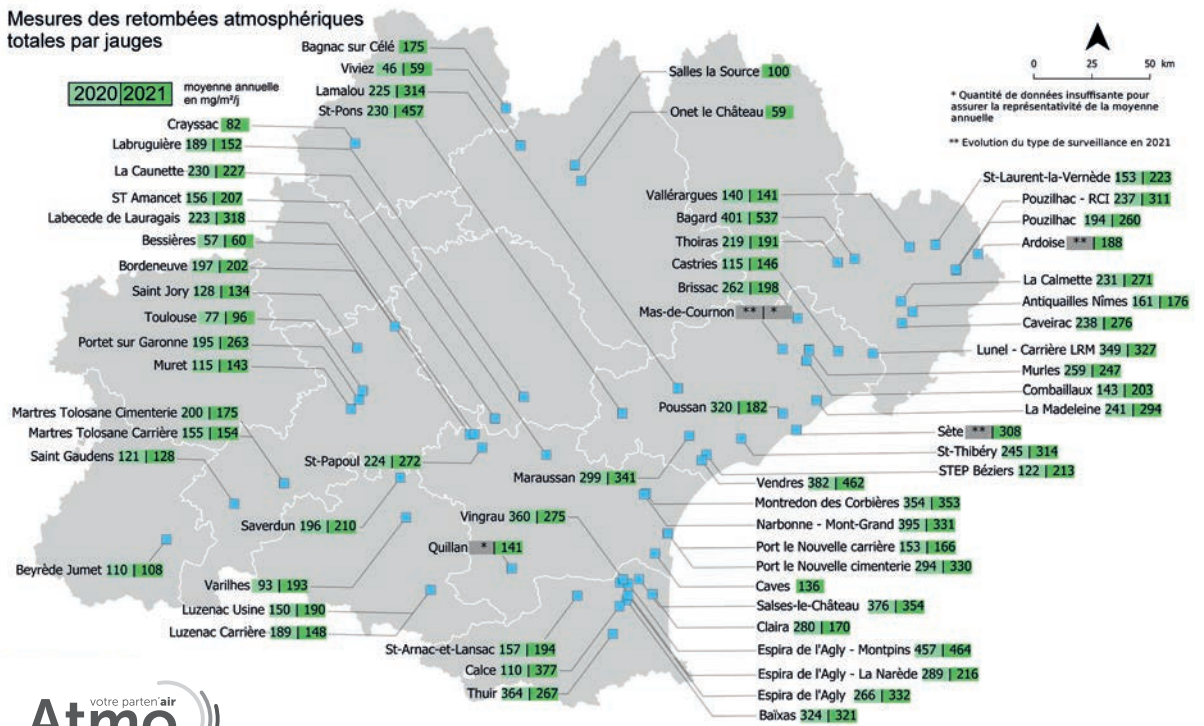 Mesures des retombées atmosphériques
totales par jauges
2020 2021
moyenne annuelle
en mg/m²/j
0 25 50 km
* Quantité de données insuffisante pour
assurer la représentativité de la moyenne
annuelle
** Evolution du type de surveillance en 2021
Bagnac sur Célé 175
Viviez 46 | 59
Lamalou 225 | 314
St-Pons 230 | 457
Crayssac 82
Labruguière 189 | 152
La Caunette 230 | 227
ST Amancet 156 | 207
Labecede de Lauragais 223 | 318
Bessières 57 | 60
Bordeneuve 197 | 202
Saint Jory 128 | 134
Toulouse 77 | 96
Portet sur Garonne 195 | 263
Muret 115 | 143
Martres Tolosane Cimenterie 200 | 175
Martres Tolosane Carrière 155 | 154
Saint Gaudens 121 | 128
St-Papoul 224 | 272
Saverdun 196 | 210
Beyrède Jumet 110 | 108
Varilhes 93 | 193
Luzenac Usine 150 | 190
Luzenac Carrière 189 | 148
Salles la Source 100
Onet le Château 59
Vallérargues 140 | 141
Bagard 401 | 537
Thoiras 219 | 191
Castries 115 | 146
Brissac 262 | 198
Mas-de-Cournon ** | *
Poussan 320 | 182
Maraussan 299 | 341
Vingrau 360 | 275
Quillan * | 141
St-Arnac-et-Lansac 157 | 194
Calce 110 | 377
Thuir 364 | 267
St-Laurent-la-Vernède 153 | 223
Pouzilhac - RCI 237 | 311
Pouzilhac 194 | 260
Ardoise ** | 188
La Calmette 231 | 271
Antiquailles Nîmes 161 | 176
Caveirac 238 | 276
Lunel - Carrière LRM 349 | 327
Murles 259 | 247
Combaillaux 143 | 203
La Madeleine 241 | 294
Sète ** | 308
St-Thibéry 245 | 314
STEP Béziers 122 | 213
Vendres 382 | 462
Montredon des Corbières 354 | 353
Narbonne - Mont-Grand 395 | 331
Port le Nouvelle carrière 153 | 166
Port le Nouvelle cimenterie 294 | 330
Caves 136
Salses-le-Château 376 | 354
Claira 280 | 170
Espira de l'Agly - Montpins 457 | 464
Espira de l'Agly - La Narède 289 | 216
Espira de l'Agly 266 | 332
Baïxas 324 | 321
votre parten'air
Atmo